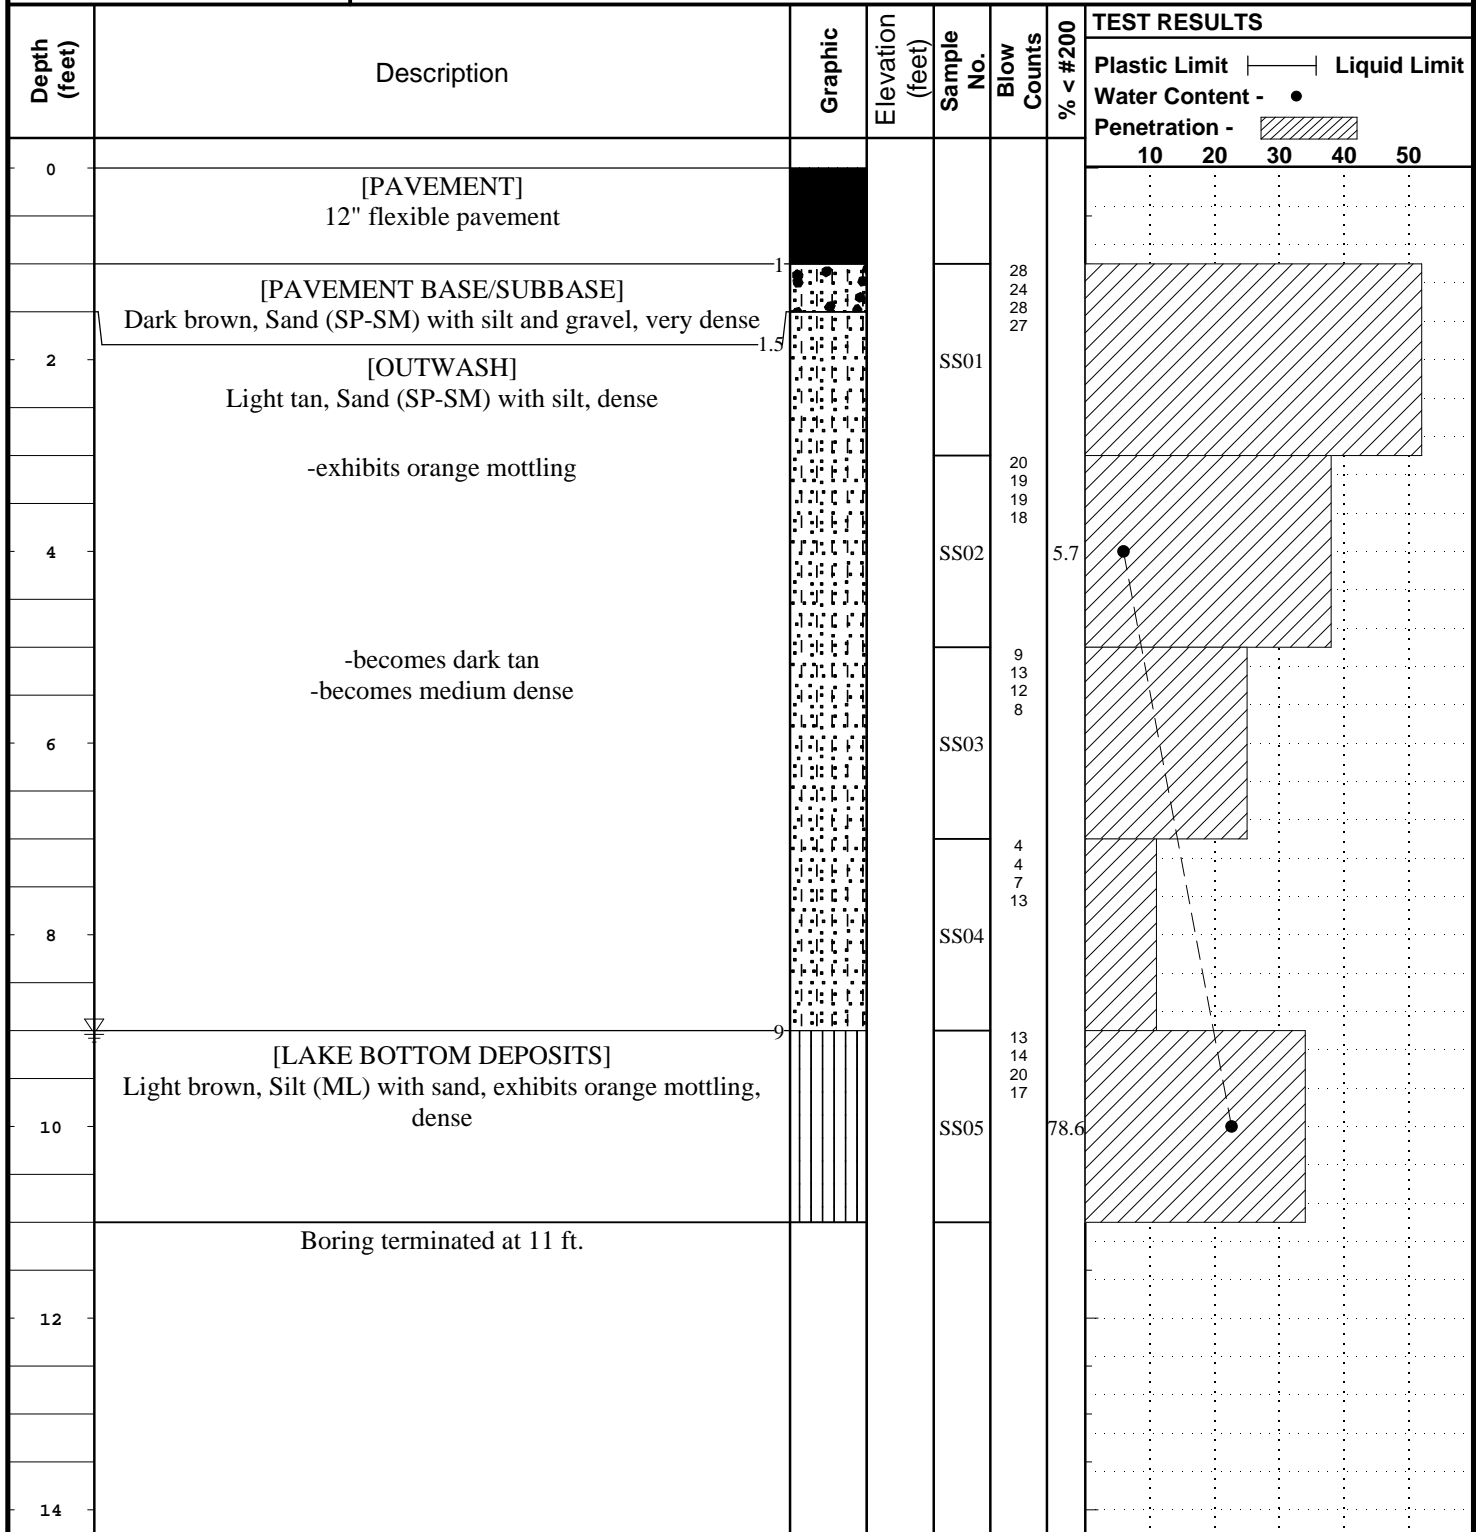 Depth
(feet)
Description
Graphic
Elevation
(feet)
Sample
No.
Blow
Counts
% < #200
TEST RESULTS
Plastic Limit
Liquid Limit
Water Content -
Penetration -
10 20 30 40 50
0
[PAVEMENT]
12" flexible pavement
1
[PAVEMENT BASE/SUBBASE]
Dark brown, Sand (SP-SM) with silt and gravel, very dense
1.5
28
24
28
27
SS01
2
[OUTWASH]
Light tan, Sand (SP-SM) with silt, dense
-exhibits orange mottling
20
19
19
18
4
SS02
5.7
-becomes dark tan
-becomes medium dense
9
13
12
8
6
SS03
4
4
7
13
8
SS04
9
[LAKE BOTTOM DEPOSITS]
Light brown, Silt (ML) with sand, exhibits orange mottling,
dense
13
14
20
17
10
SS05
78.6
Boring terminated at 11 ft.
12
14